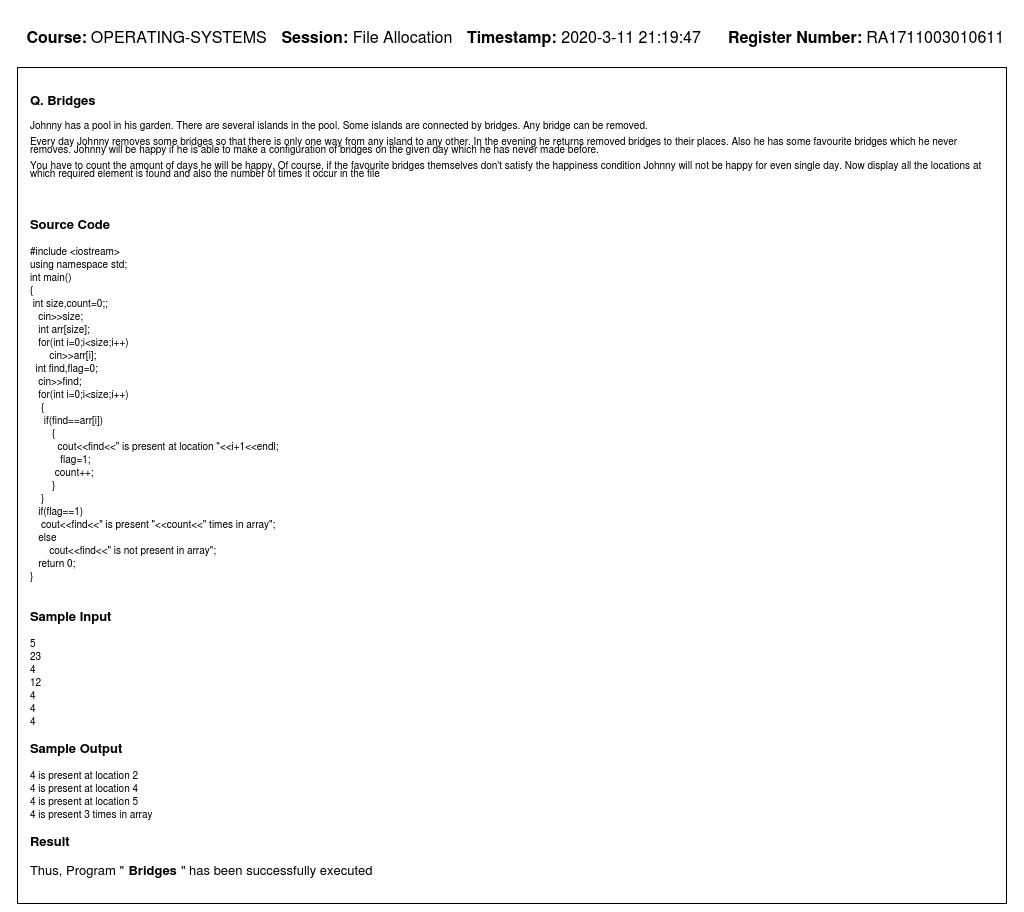 Course: OPERATING-SYSTEMS Session: File Allocation Timestamp: 2020-3-11 21:19:47 Register Number: RA1711003010611
Q. Bridges
Johnny has a pool in his garden. There are several islands in the pool. Some islands are connected by bridges. Any bridge can be removed.
Every day Johnny removes some bridges so that there is only one way from any island to any other. In the evening he returns removed bridges to their places. Also he has some favourite bridges which he never
removes. Johnny will be happy if he is able to make a configuration of bridges on the given day which he has never made before.
You have to count the amount of days he will be happy. Of course, if the favourite bridges themselves don't satisfy the happiness condition Johnny will not be happy for even single day. Now display all the locations at
which required element is found and also the number of times it occur in the file
Source Code
#include <iostream>
using namespace std;
int main()
{
int size,count=0;;
cin>>size;
int arr[size];
for(int i=0;i<size;i++)
cin>>arr[i];
int find,flag=0;
cin>>find;
for(int i=0;i<size;i++)
{
if(find==arr[i])
{
cout<<find<<" is present at location "<<i+1<<endl;
flag=1;
count++;
}
}
if(flag==1)
cout<<find<<" is present "<<count<<" times in array";
else
cout<<find<<" is not present in array";
return 0;
}
Sample Input
5
23
4
12
4
4
4
Sample Output
4 is present at location 2
4 is present at location 4
4 is present at location 5
4 is present 3 times in array
Result
Thus, Program " Bridges " has been successfully executed